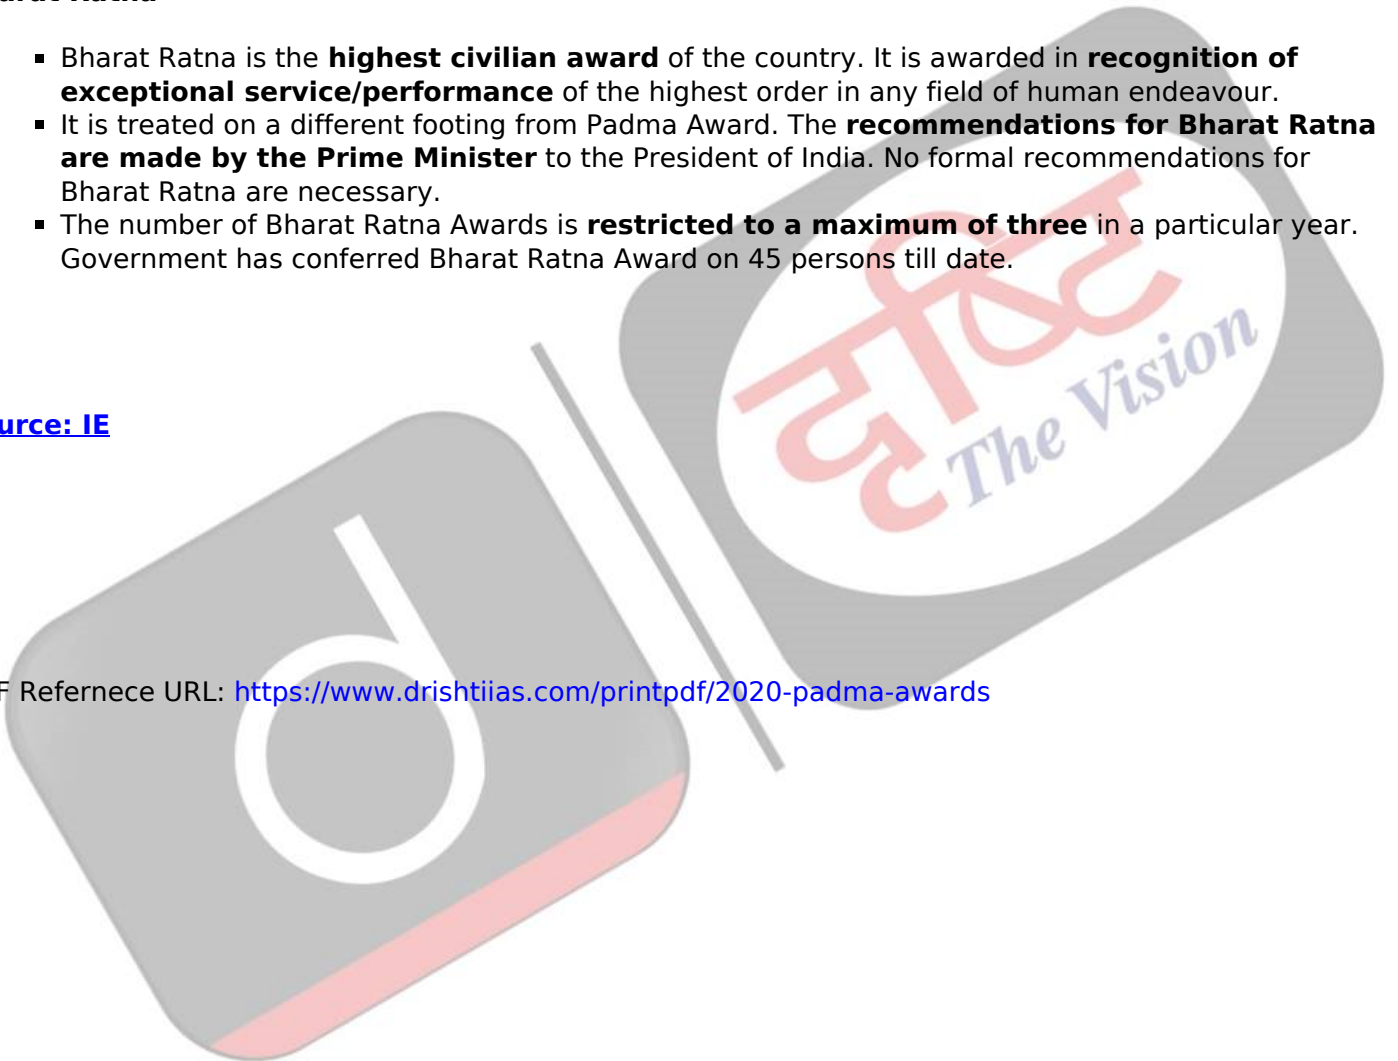 Bharat Ratna is the highest civilian award of the country. It is awarded in recognition of
exceptional service/performance of the highest order in any field of human endeavour.
It is treated on a different footing from Padma Award. The recommendations for Bharat Ratna
are made by the Prime Minister to the President of India. No formal recommendations for
Bharat Ratna are necessary.
The number of Bharat Ratna Awards is restricted to a maximum of three in a particular year.
Government has conferred Bharat Ratna Award on 45 persons till date.
दृष्टि
The Vision
urce: IE
d
F Refernece URL: https://www.drishtiias.com/printpdf/2020-padma-awards